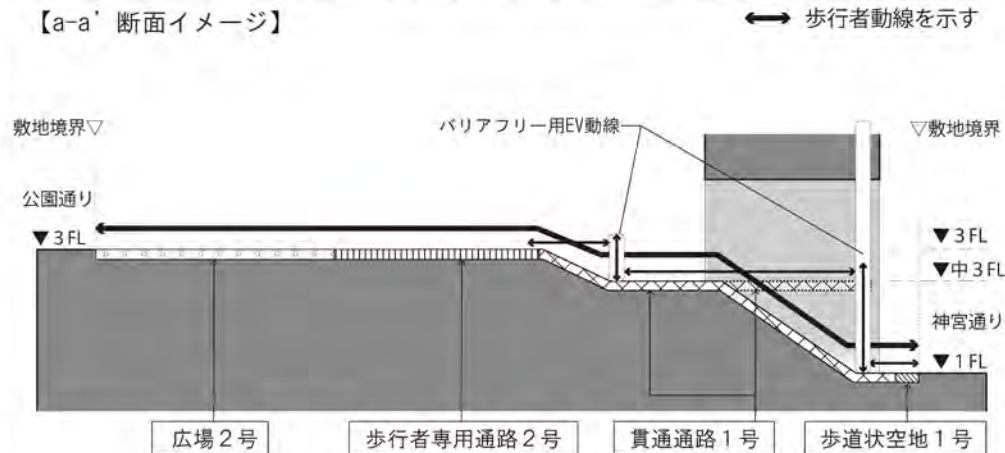 【a-a’断面イメージ】
歩行者動線を示す
敷地境界▽
バリアフリー用EV動線
▽敷地境界
公園通り
▼3FL
▼3FL
▼中3FL
神宮通り
▼1FL
広場2号
歩行者専用通路2号
貫通通路1号
歩道状空地1号